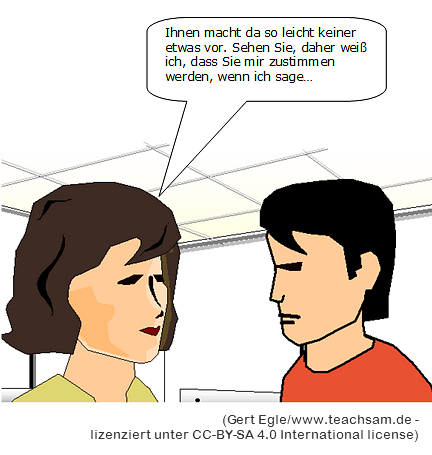 Ihnen macht da so leicht keiner
etwas vor. Sehen Sie, daher weiß
ich, dass Sie mir zustimmen
werden, wenn ich sage…
(Gert Egle/www.teachsam.de -
lizenziert unter CC-BY-SA 4.0 International license)